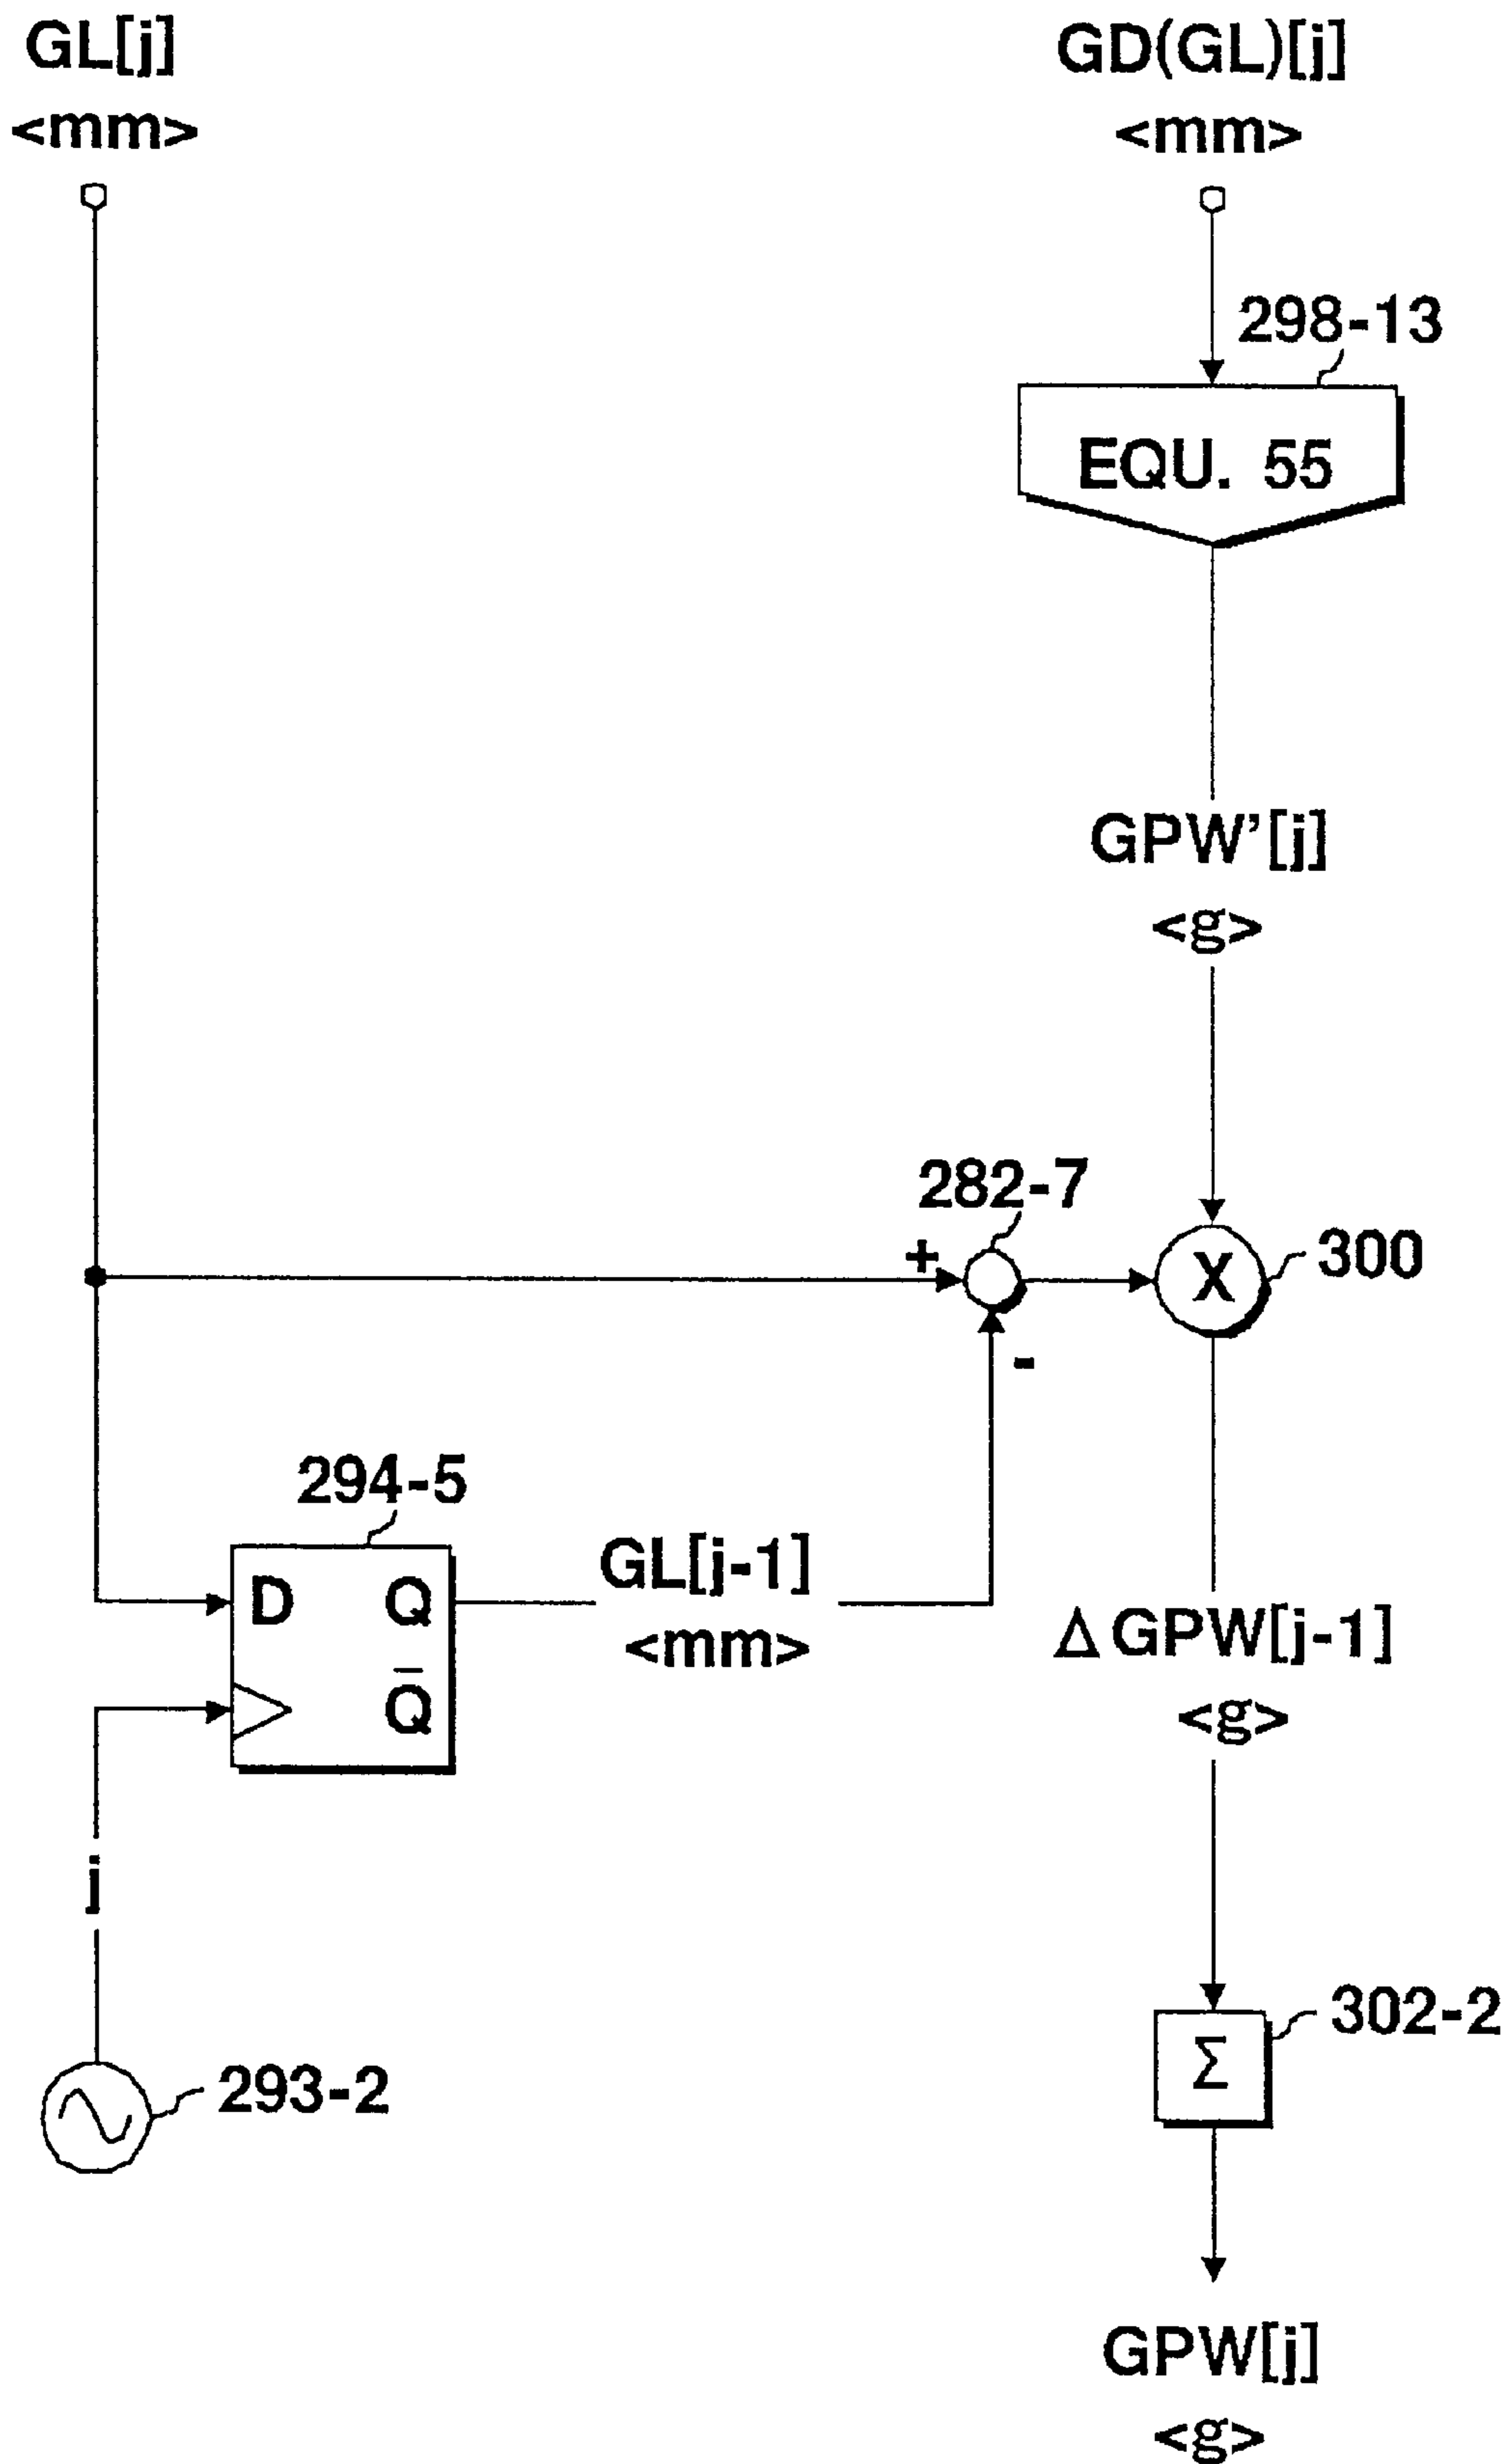 GL[j]
<mm>
GD(GL)[j]
<mm>
298-13
EQU. 55
GPW'[j]
<g>
282-7
+
X
300
-
294-5
D Q
Q̅
GL[j-1]
<mm>
ΔGPW[j-1]
<g>
j
293-2
302-2
Σ
GPW[j]
<g>